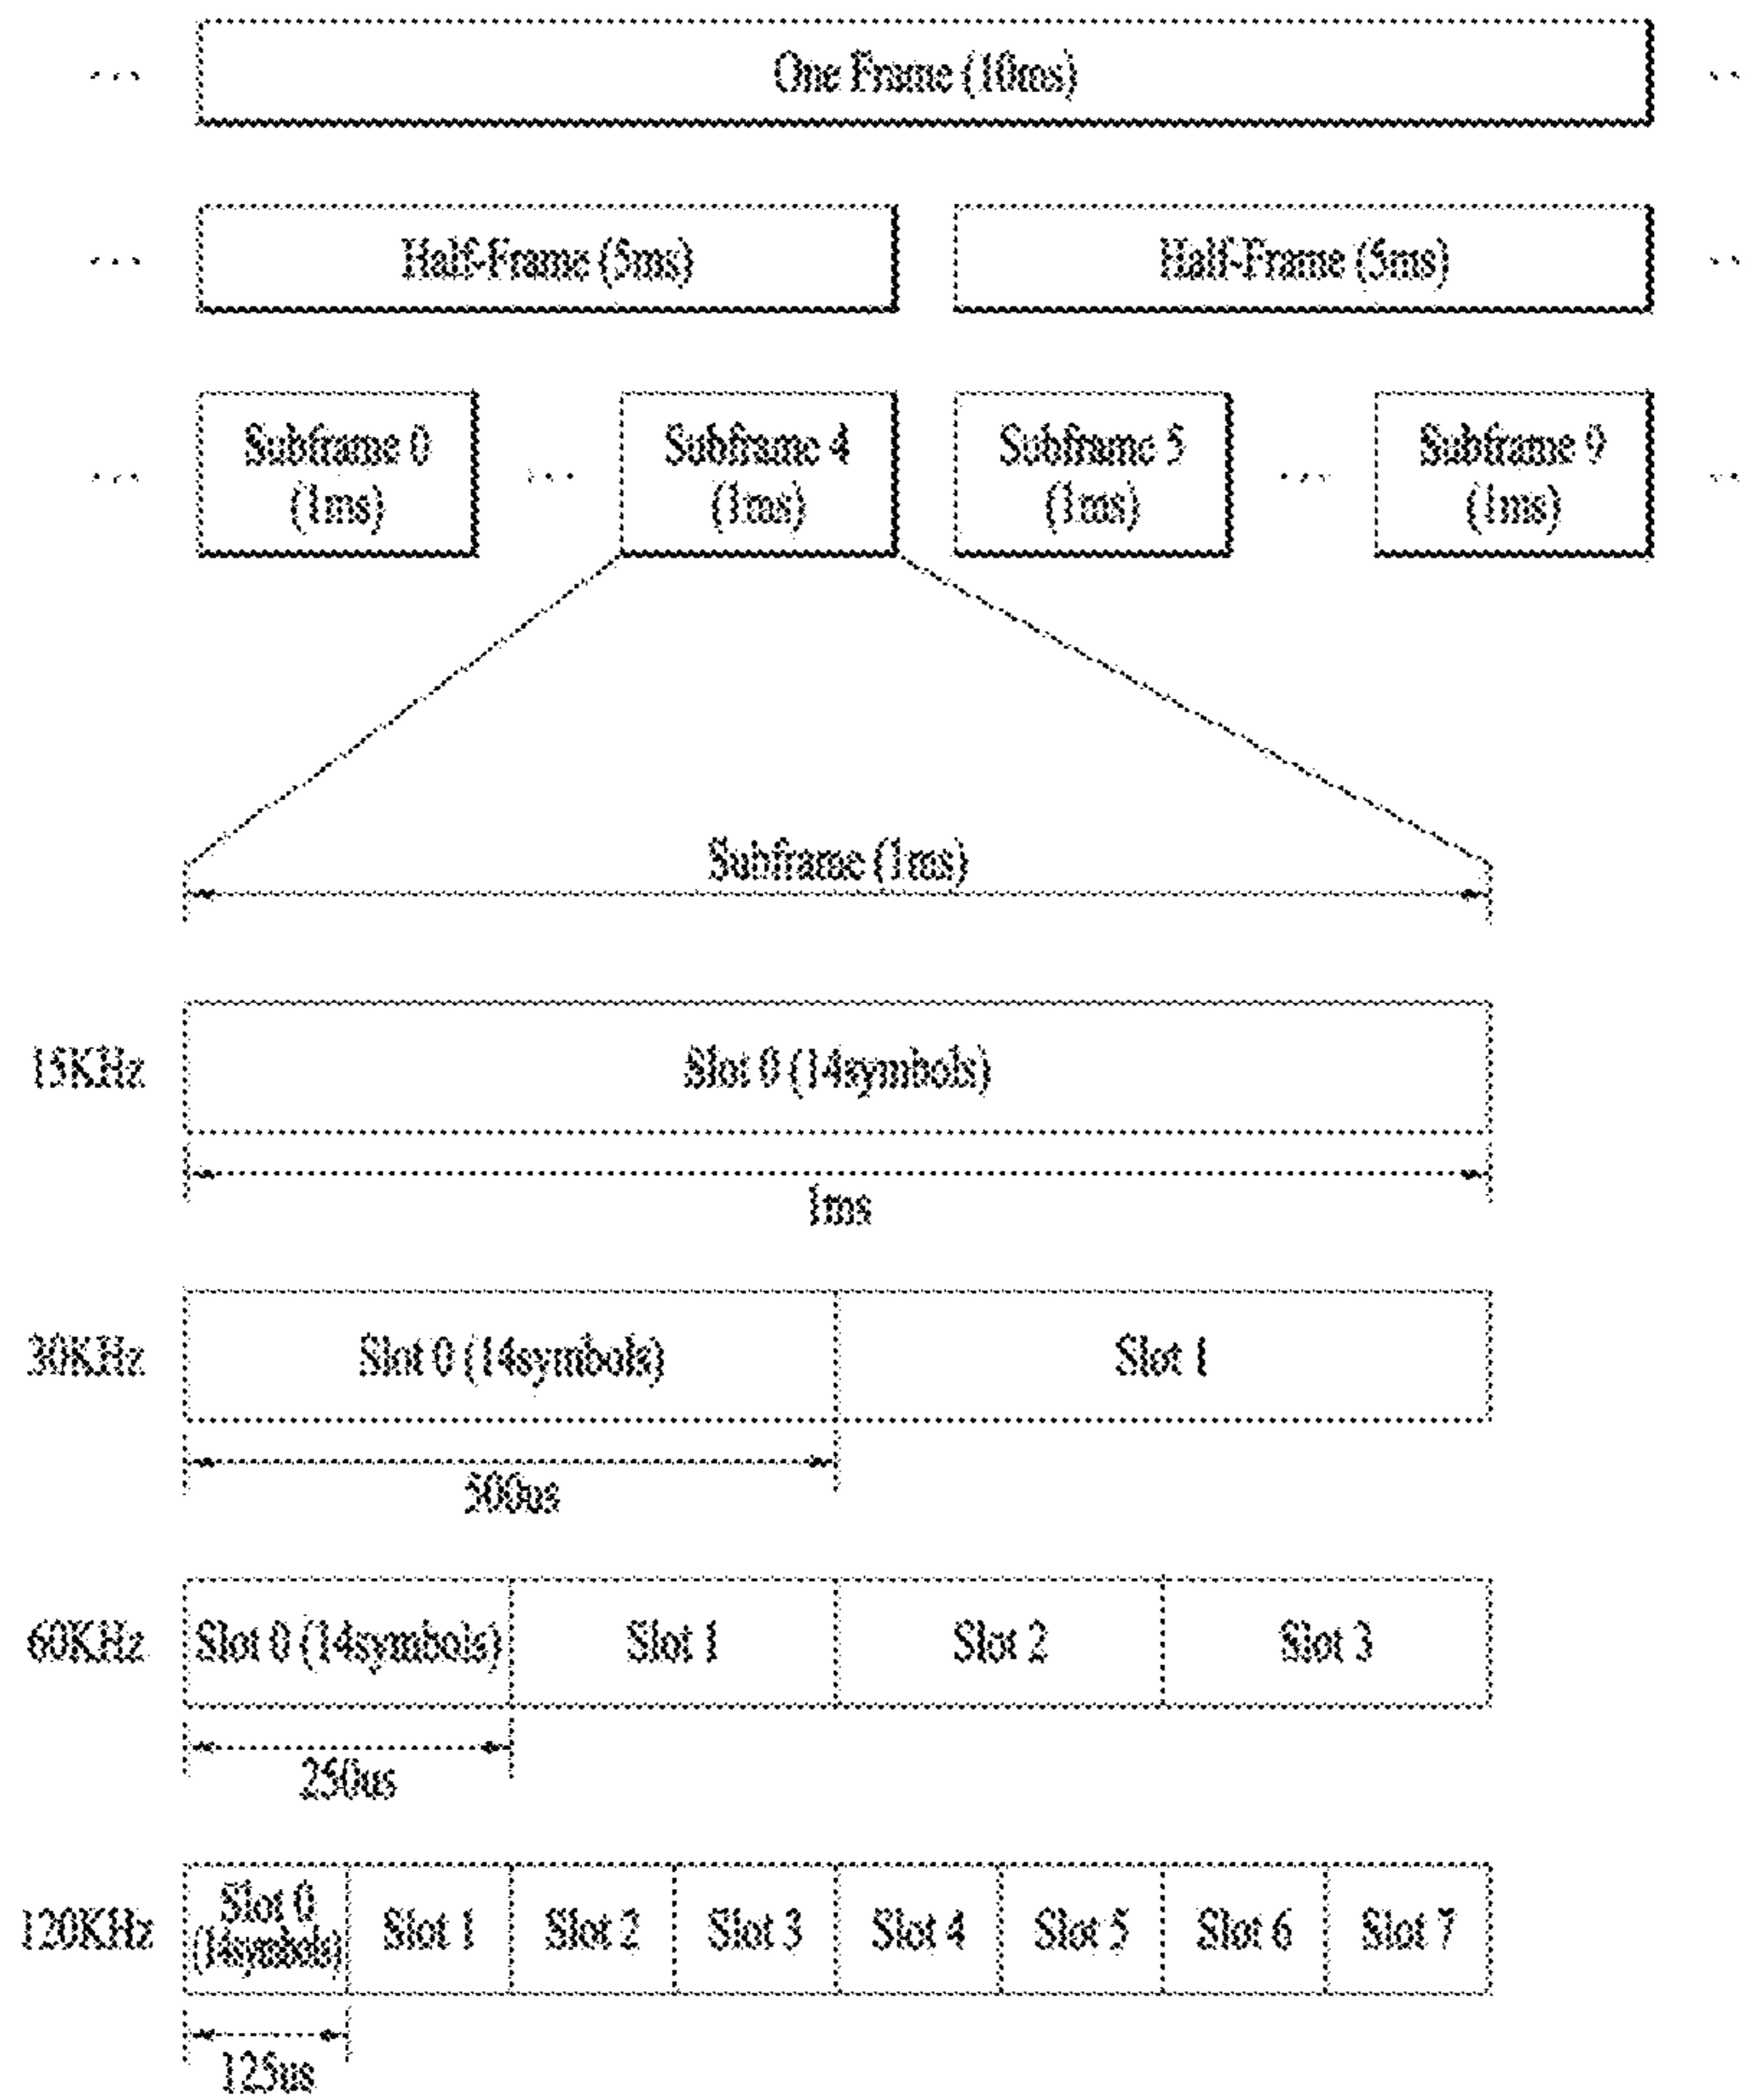 ... One Frame (10ms) ...
... Half-Frame (5ms) Half-Frame (5ms) ...
Subframe 0 Subframe 4 Subframe 5 Subframe 9
... (1ms) ... (1ms) (1ms) ... (1ms) ...
Subframe (1ms)
15KHz Slot 0 (14symbols)
1ms
30KHz Slot 0 (14symbols) Slot 1
500us
60KHz Slot 0 (14symbols) Slot 1 Slot 2 Slot 3
250us
120KHz Slot 0 (14symbols) Slot 1 Slot 2 Slot 3 Slot 4 Slot 5 Slot 6 Slot 7
125us